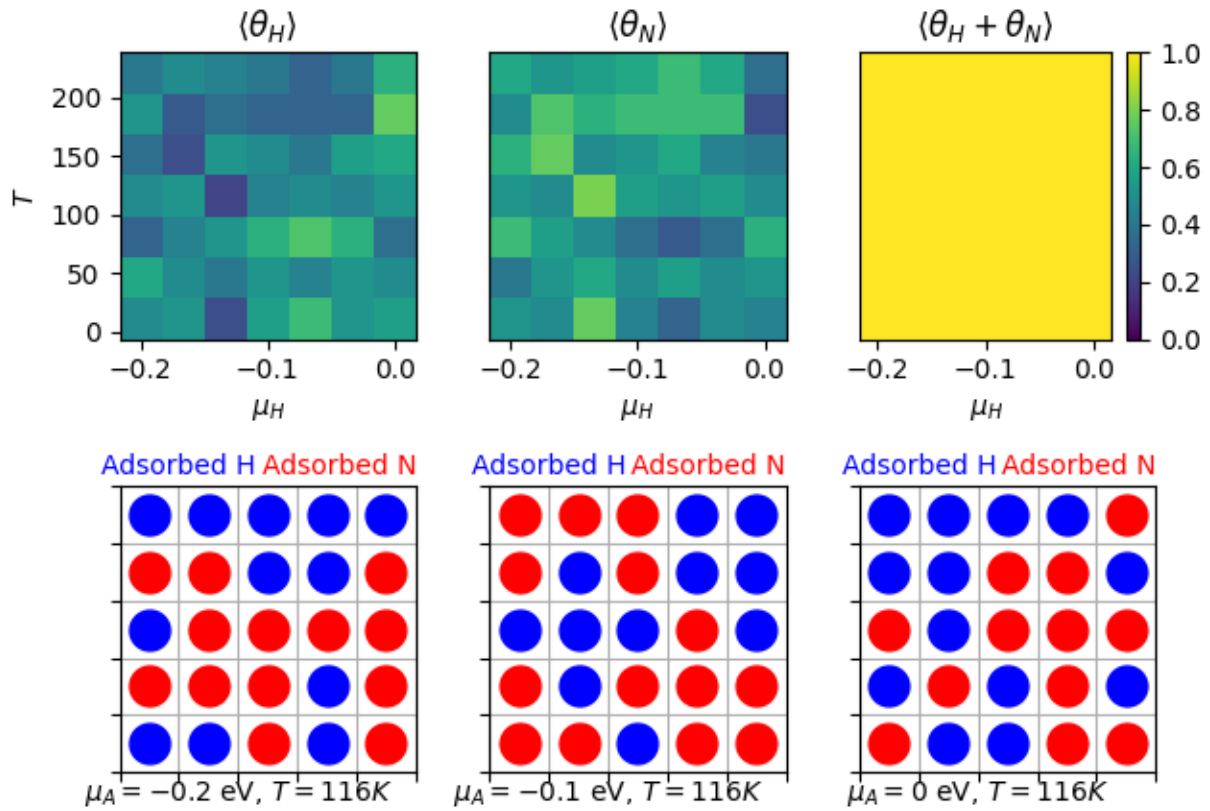 ⟨θ_H⟩
⟨θ_N⟩
⟨θ_H + θ_N⟩
T
200
150
100
50
0
−0.2 −0.1 0.0
μ_H
−0.2 −0.1 0.0
μ_H
−0.2 −0.1 0.0
μ_H
1.0
0.8
0.6
0.4
0.2
0.0
Adsorbed H Adsorbed N
Adsorbed H Adsorbed N
Adsorbed H Adsorbed N
μ_A = −0.2 eV, T = 116K
μ_A = −0.1 eV, T = 116K
μ_A = 0 eV, T = 116K